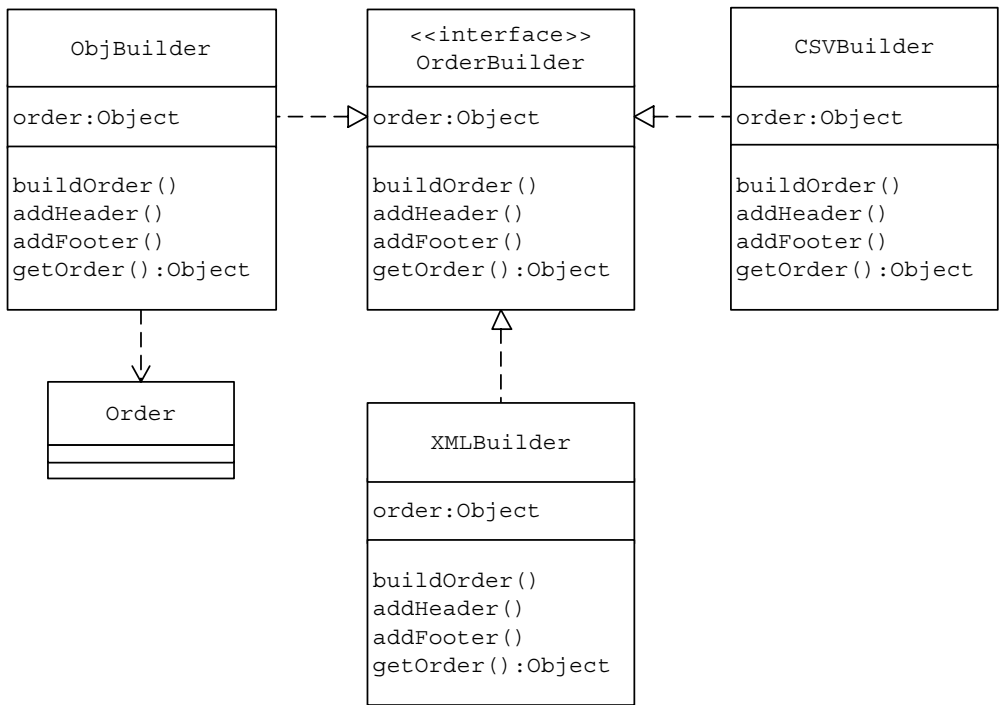 ObjBuilder
order:Object
buildOrder()
addHeader()
addFooter()
getOrder():Object
<<interface>>
OrderBuilder
order:Object
buildOrder()
addHeader()
addFooter()
getOrder():Object
CSVBuilder
order:Object
buildOrder()
addHeader()
addFooter()
getOrder():Object
Order
XMLBuilder
order:Object
buildOrder()
addHeader()
addFooter()
getOrder():Object